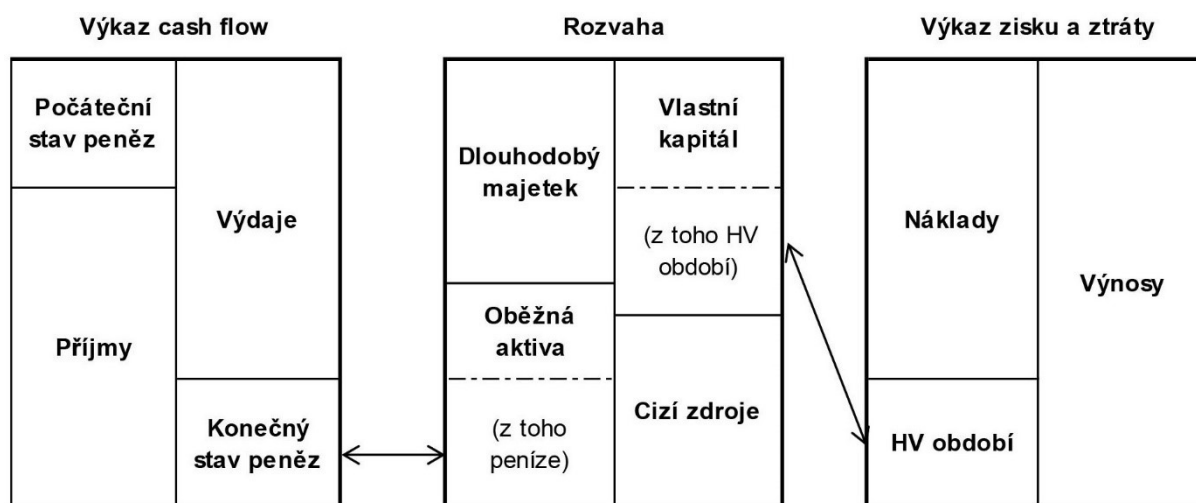 Výkaz cash flow
Počáteční
stav peněz
Výdaje
Příjmy
Konečný
stav peněz
Rozvaha
Dlouhodobý
majetek
Vlastní
kapitál
(z toho HV
období)
Oběžná
aktiva
(z toho
peníze)
Cizí zdroje
Výkaz zisku a ztráty
Náklady
Výnosy
HV období